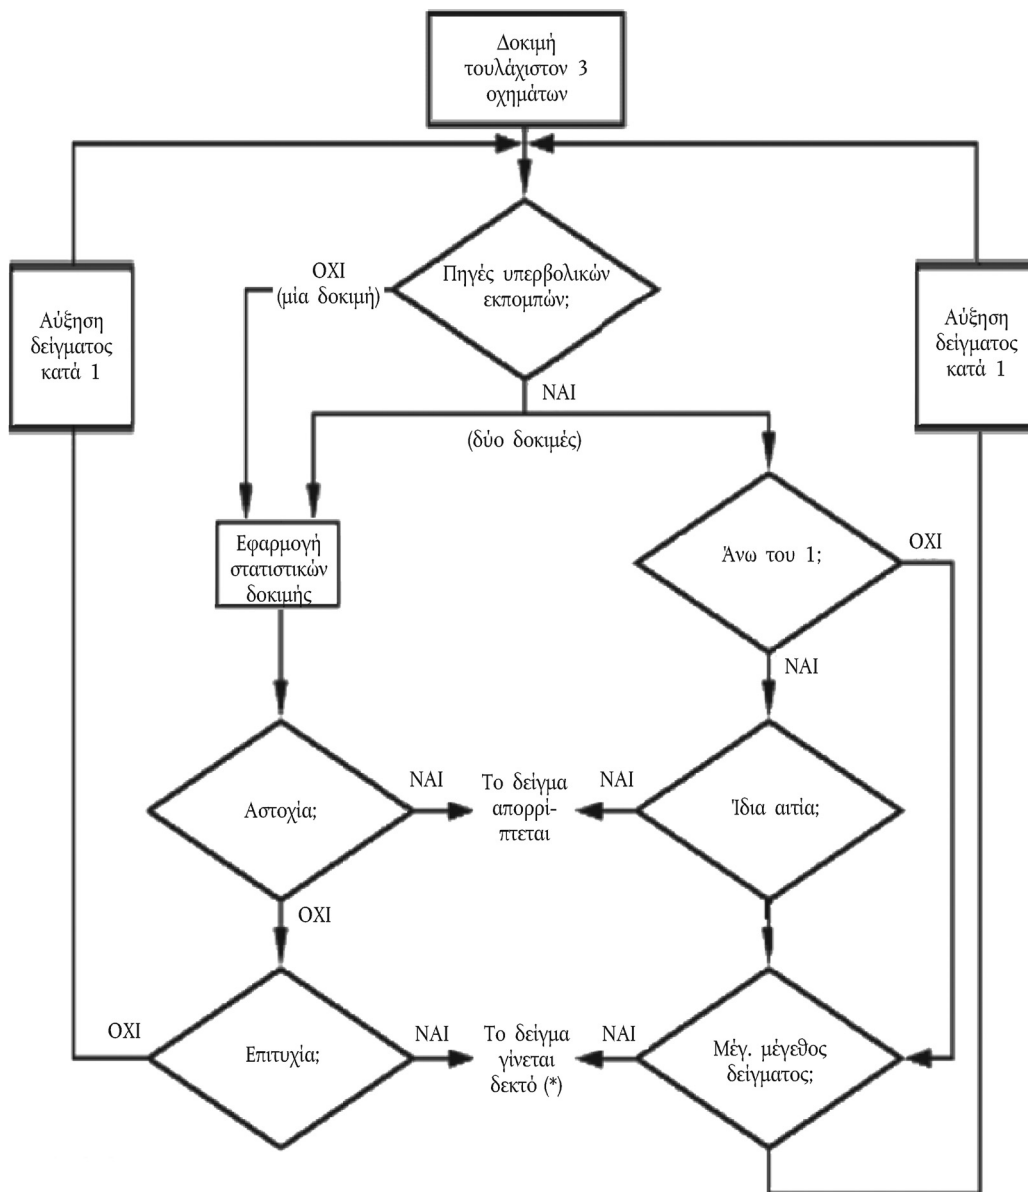 Δοκιμή
τουλάχιστον 3
οχημάτων
ΟΧΙ
(μία δοκιμή)
Πηγές υπερβολικών
εκπομπών;
Αύξηση
δείγματος
κατά 1
Αύξηση
δείγματος
κατά 1
ΝΑΙ
(δύο δοκιμές)
Εφαρμογή
στατιστικών
δοκιμής
Άνω του 1;
ΟΧΙ
ΝΑΙ
Αστοχία;
ΝΑΙ
Το δείγμα
απορρί-
πτεται
ΝΑΙ
Ίδια αιτία;
ΟΧΙ
ΟΧΙ
Επιτυχία;
ΝΑΙ
Το δείγμα
γίνεται
δεκτό (*)
ΝΑΙ
Μέγ. μέγεθος
δείγματος;